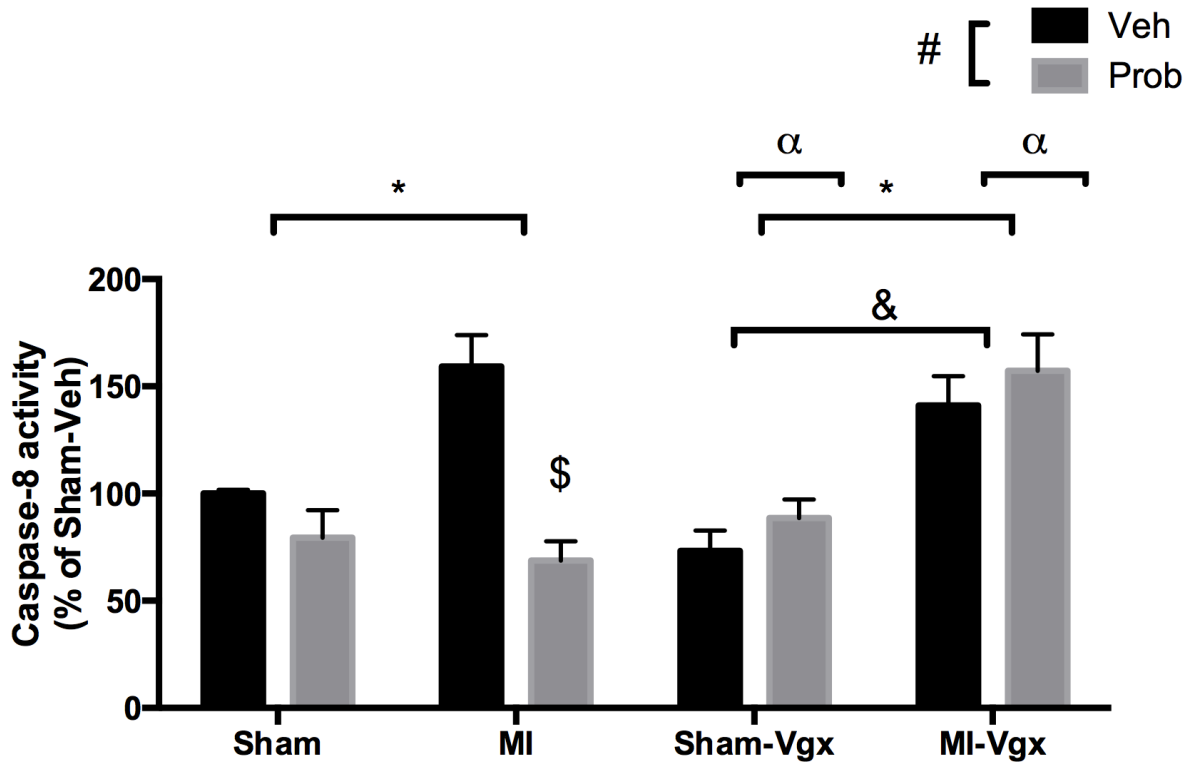 # Veh
Prob
α α
* *
200
&
150
100
$
50
0
Caspase-8 activity
(% of Sham-Veh)
Sham MI Sham-Vgx MI-Vgx